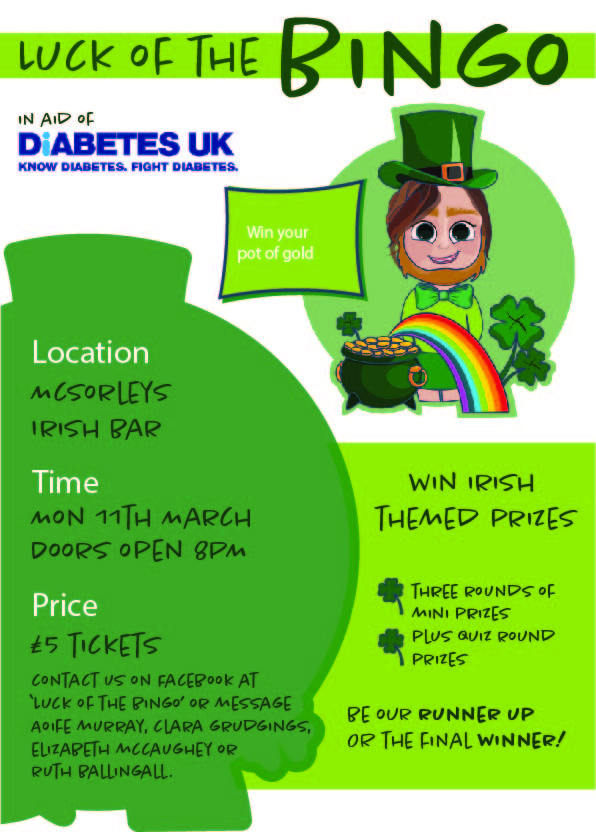 LUCK OF THE BINGO
IN AID OF
DiABETES UK
KNOW DIABETES. FIGHT DIABETES.
Win your
pot of gold
Location
MCSORLEYS
IRISH BAR
Time
MON 11TH MARCH
DOORS OPEN 8PM
Price
£5 TICKETS
CONTACT US ON FACEBOOK AT
'LUCK OF THE BINGO' OR MESSAGE
AOIFE MURRAY, CLARA GRUDGINGS,
ELIZABETH MCCAUGHEY OR
RUTH BALLINGALL.
WIN IRISH
THEMED PRIZES
THREE ROUNDS OF
MINI PRIZES
PLUS QUIZ ROUND
PRIZES
BE OUR RUNNER UP
OR THE FINAL WINNER!